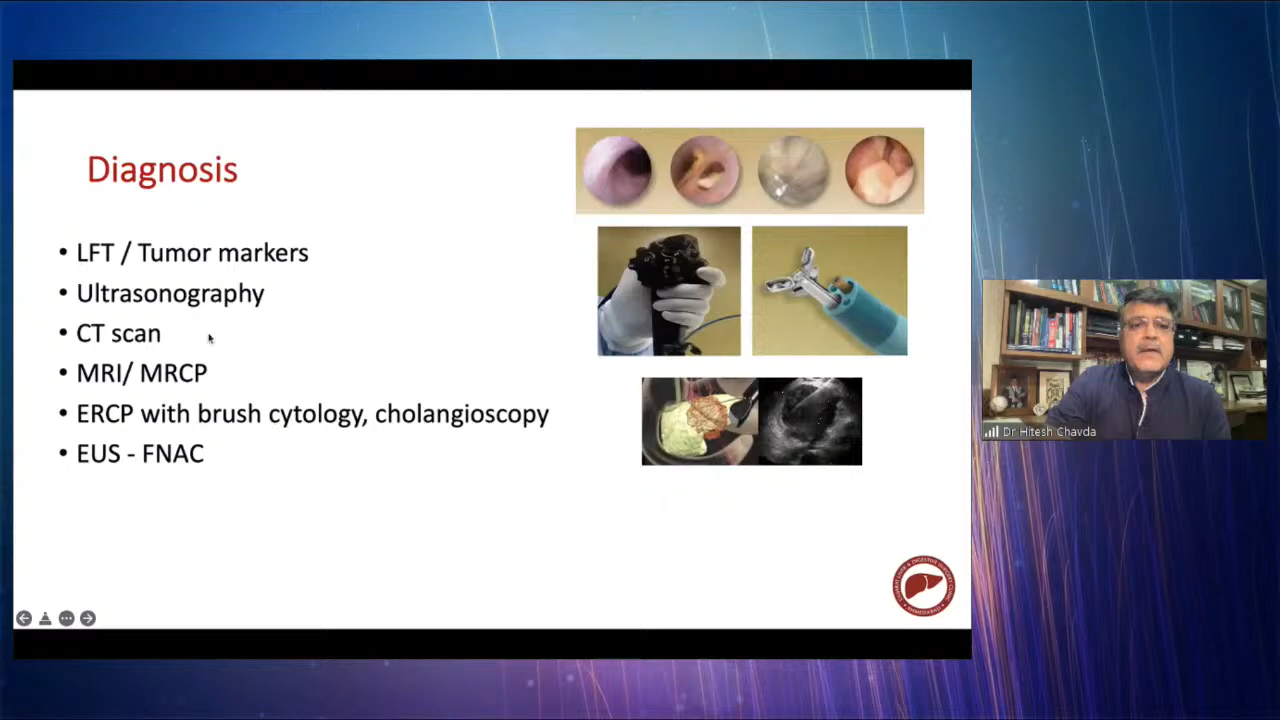 Diagnosis
• LFT / Tumor markers
• Ultrasonography
• CT scan
• MRI/ MRCP
• ERCP with brush cytology, cholangioscopy
• EUS - FNAC
Dr Hitesh Chavda